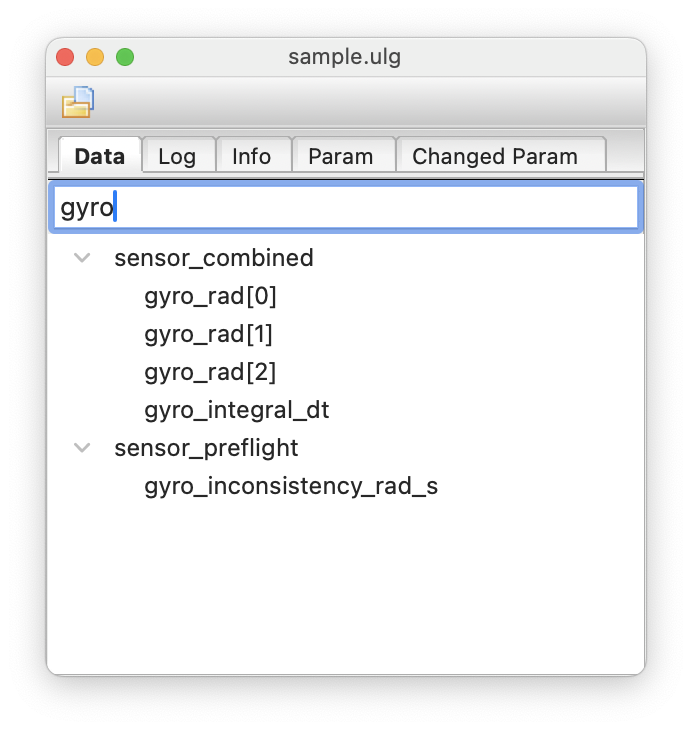 sample.ulg
Data Log Info Param Changed Param
gyro
sensor_combined
gyro_rad[0]
gyro_rad[1]
gyro_rad[2]
gyro_integral_dt
sensor_preflight
gyro_inconsistency_rad_s